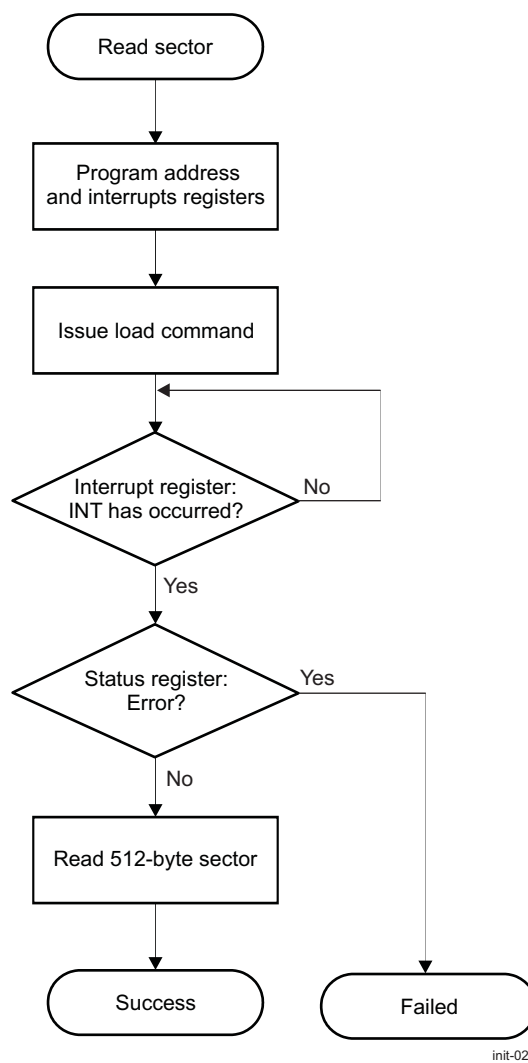 Read sector
Program address
and interrupts registers
Issue load command
Interrupt register:
INT has occurred?
No
Yes
Status register:
Error?
Yes
No
Read 512-byte sector
Success
Failed
init-02